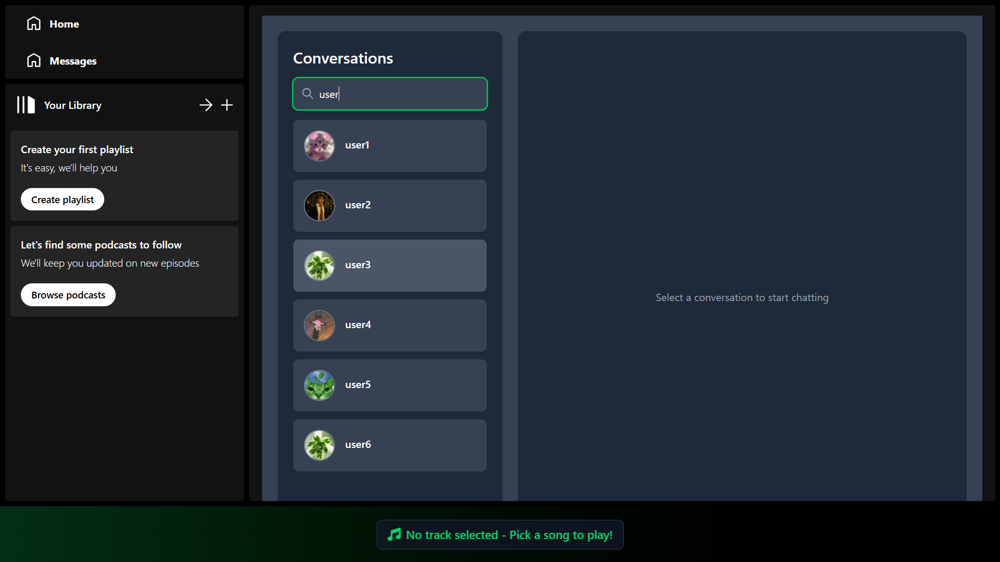 Home
Messages
Your Library
Create your first playlist
It's easy, we'll help you
Create playlist
Let's find some podcasts to follow
We'll keep you updated on new episodes
Browse podcasts
Conversations
user
user1
user2
user3
user4
user5
user6
Select a conversation to start chatting
No track selected - Pick a song to play!